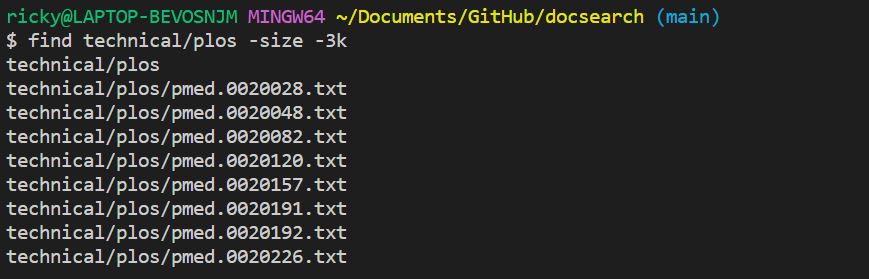 ricky@LAPTOP-BEVOSNJM MINGW64 ~/Documents/GitHub/docsearch (main)
$ find technical/plos -size -3k
technical/plos
technical/plos/pmed.0020028.txt
technical/plos/pmed.0020048.txt
technical/plos/pmed.0020082.txt
technical/plos/pmed.0020120.txt
technical/plos/pmed.0020157.txt
technical/plos/pmed.0020191.txt
technical/plos/pmed.0020192.txt
technical/plos/pmed.0020226.txt